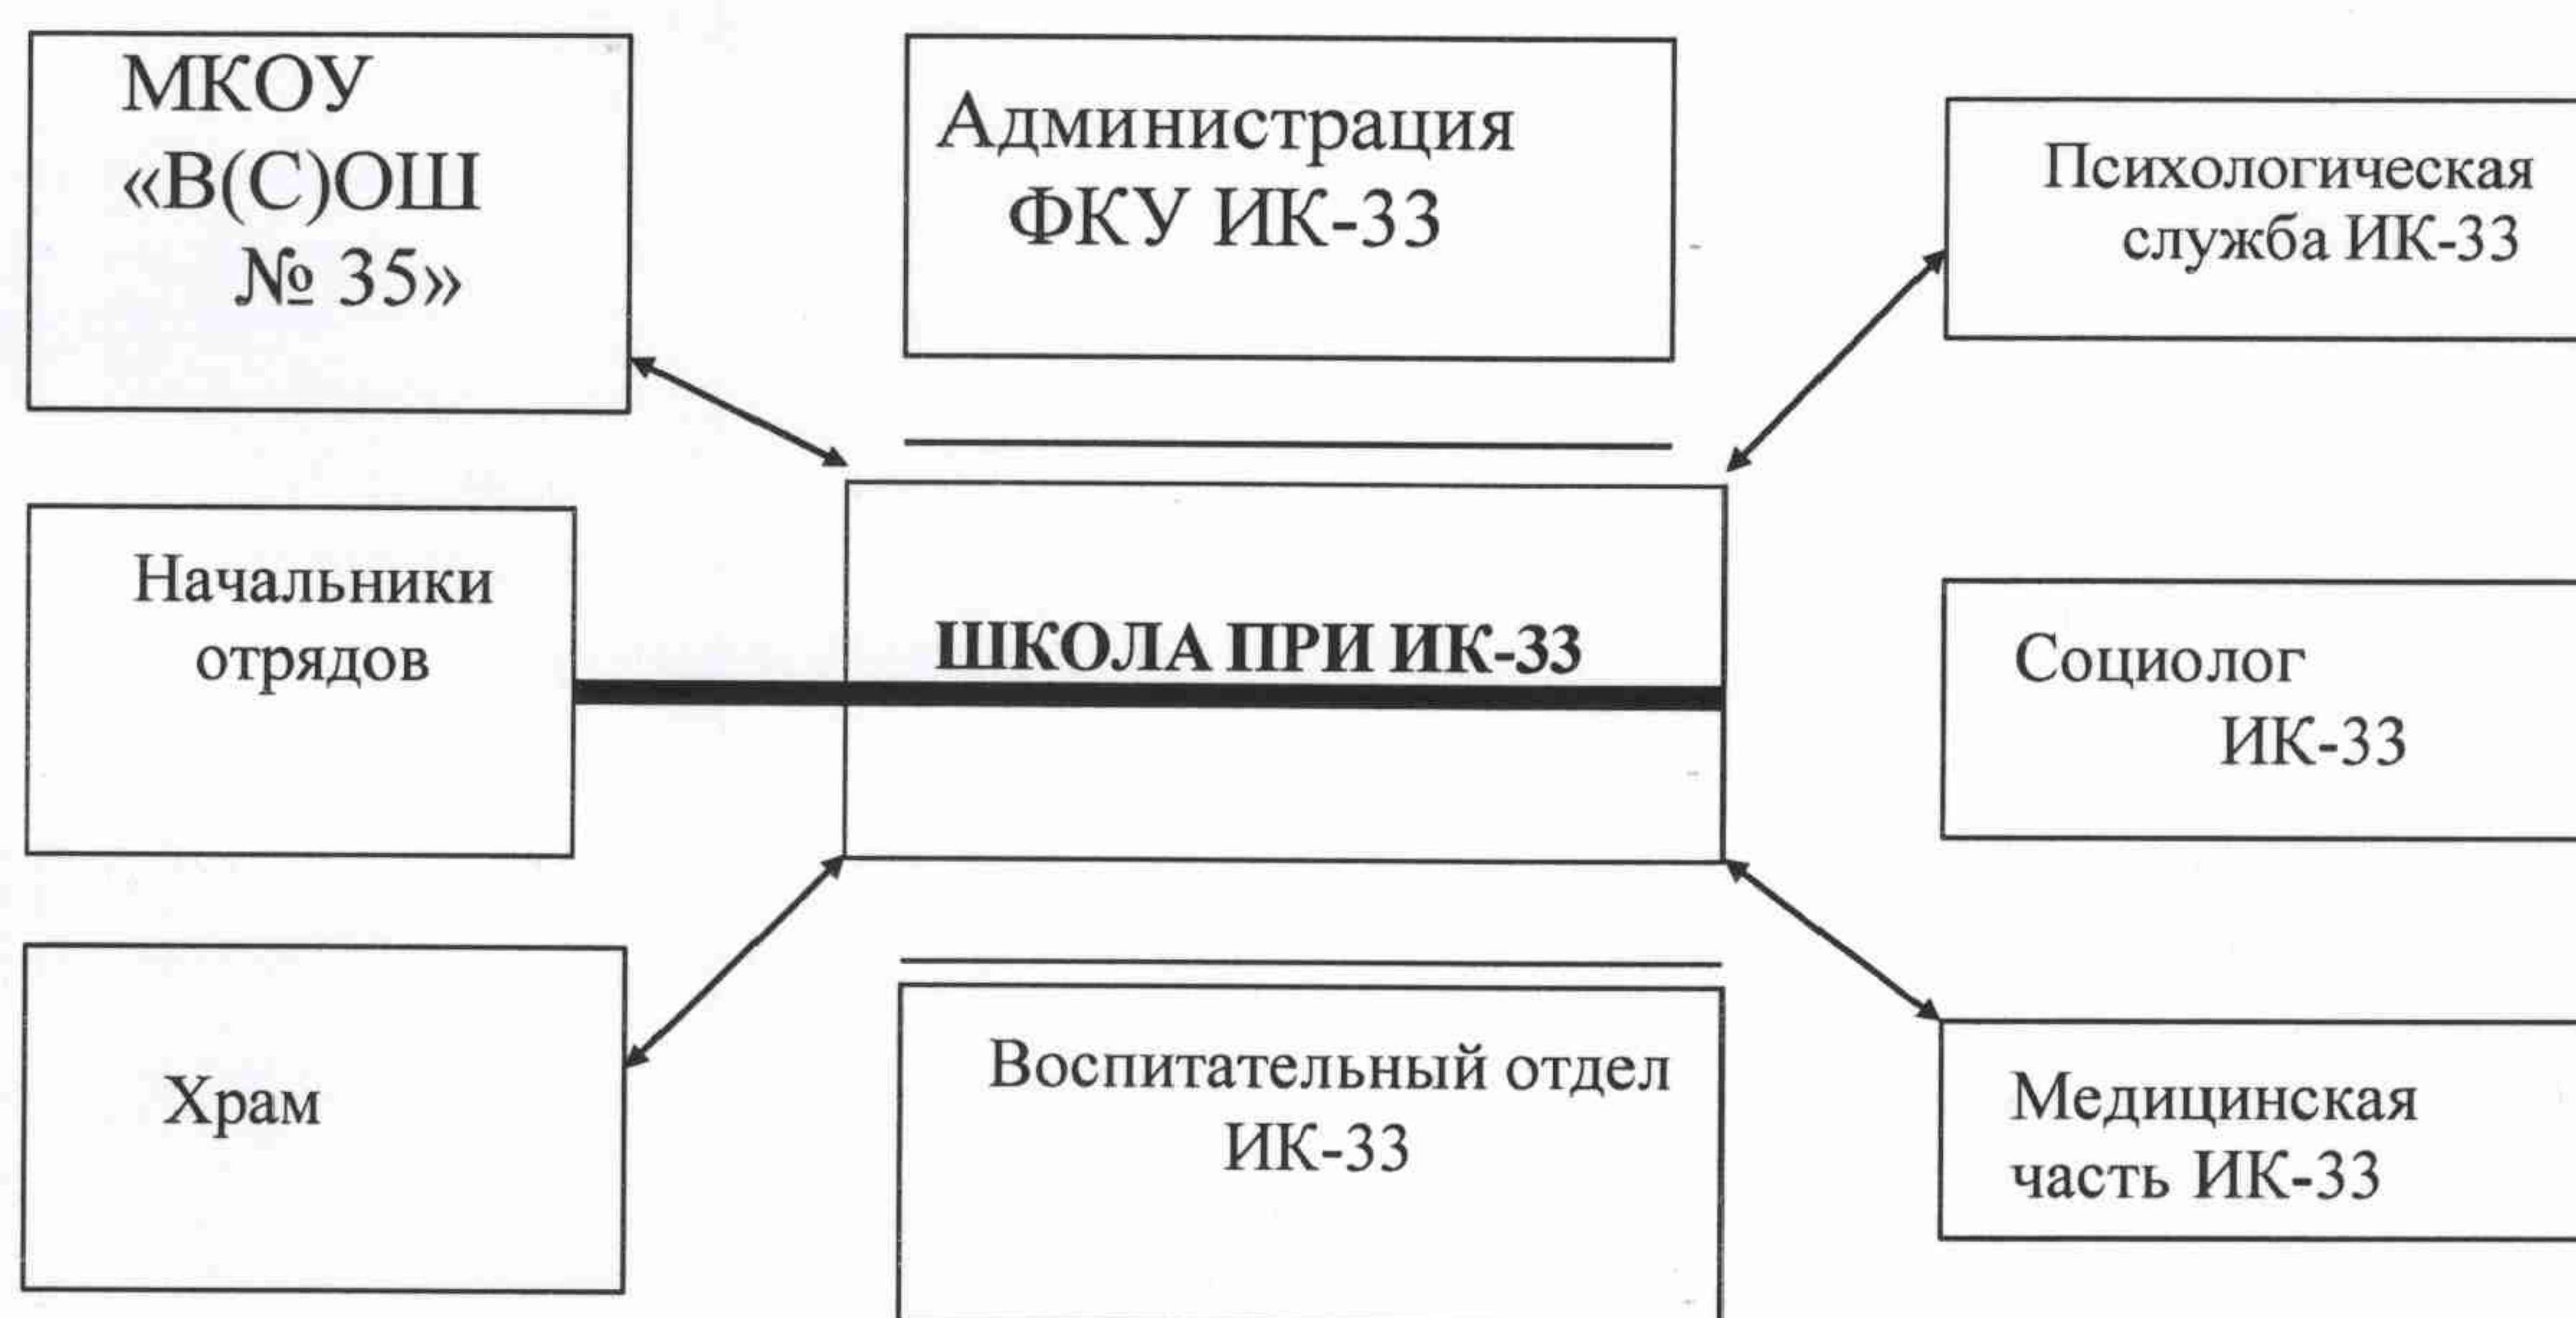 МКОУ
«В(С)ОШ
№ 35»
Администрация
ФКУ ИК-33
Психологическая
служба ИК-33
Начальники
отрядов
ШКОЛА ПРИ ИК-33
Социолог
ИК-33
Храм
Воспитательный отдел
ИК-33
Медицинская
часть ИК-33